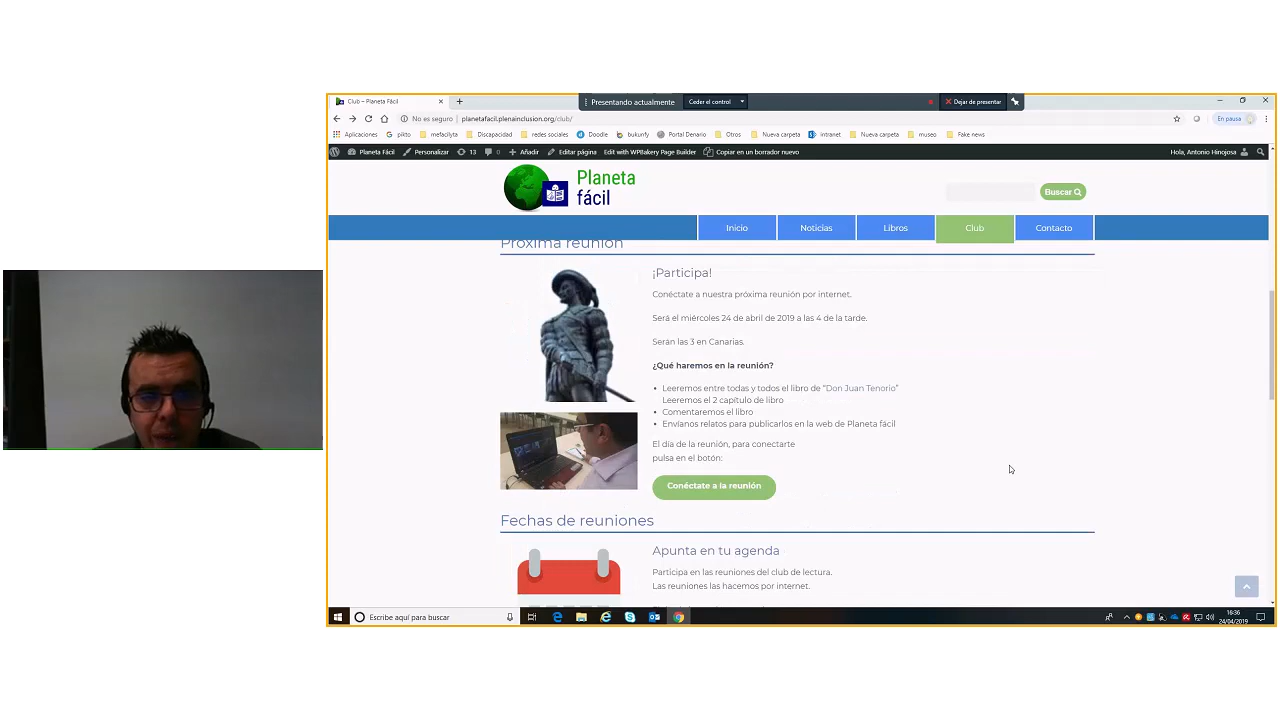 Club – Planeta Fácil
Presentando actualmente
Ceder el control
Dejar de presentar
No es seguro | planetafacil.plenainclusion.org/club/
En pausa
Aplicaciones
pikto
mefacilyta
Discapacidad
redes sociales
Doodle
bukunfy
Portal Denario
Otros
Nueva carpeta
intranet
Nueva carpeta
museo
Fake news
Planeta Fácil
Personalizar
13
0
Añadir
Editar página
Edit with WPBakery Page Builder
Copiar en un borrador nuevo
Hola, Antonio Hinojosa
Planeta
fácil
Buscar
Inicio
Noticias
Libros
Club
Contacto
Próxima reunión
¡Participa!
Conéctate a nuestra próxima reunión por internet.
Será el miércoles 24 de abril de 2019 a las 4 de la tarde.
Serán las 3 en Canarias.
¿Qué haremos en la reunión?
• Leeremos entre todas y todos el libro de “Don Juan Tenorio”
Leeremos el 2 capítulo de libro
• Comentaremos el libro
• Envíanos relatos para publicarlos en la web de Planeta fácil
El día de la reunión, para conectarte
pulsa en el botón:
Conéctate a la reunión
Fechas de reuniones
Apunta en tu agenda
Participa en las reuniones del club de lectura.
Las reuniones las hacemos por internet.
Escribe aquí para buscar
18:36
24/04/2019